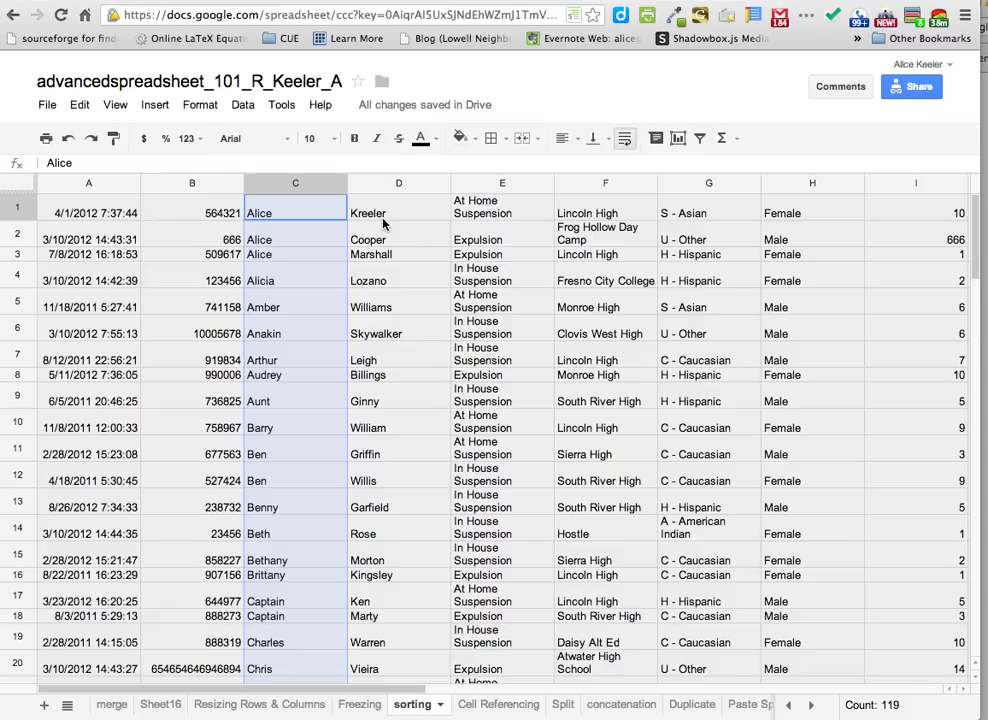 https://docs.google.com/spreadsheet/ccc?key=0AiqrAI5UxSJNdEhWZmJ1TmV...
184
99+
NEW!
38m
sourceforge for find
Online LaTeX Equat
CUE
Learn More
Blog (Lowell Neighb
Evernote Web: aliceg
Shadowbox.js Media
»
Other Bookmarks
advancedspreadsheet_101_R_Keeler_A
Alice Keeler
Comments
Share
File Edit View Insert Format Data Tools Help All changes saved in Drive
$ % 123 Arial 10 B I S A Σ
fx Alice
A B C D E F G H I
1 4/1/2012 7:37:44 564321 Alice Kreeler At Home Suspension Lincoln High S - Asian Female 10
2 3/10/2012 14:43:31 666 Alice Cooper Expulsion Frog Hollow Day Camp U - Other Male 666
3 7/8/2012 16:18:53 509617 Alice Marshall Expulsion Lincoln High H - Hispanic Female 1
4 3/10/2012 14:42:39 123456 Alicia Lozano In House Suspension Fresno City College H - Hispanic Female 2
5 11/18/2011 5:27:41 741158 Amber Williams At Home Suspension Monroe High S - Asian Female 6
6 3/10/2012 7:55:13 10005678 Anakin Skywalker In House Suspension Clovis West High U - Other Male 6
7 8/12/2011 22:56:21 919834 Arthur Leigh In House Suspension Lincoln High C - Caucasian Male 7
8 5/11/2012 7:36:05 990006 Audrey Billings Expulsion Monroe High H - Hispanic Female 10
9 6/5/2011 20:46:25 736825 Aunt Ginny In House Suspension South River High H - Hispanic Male 5
10 11/8/2011 12:00:33 758967 Barry William At Home Suspension South River High C - Caucasian Female 9
11 2/28/2012 15:23:08 677563 Ben Griffin At Home Suspension Sierra High C - Caucasian Male 3
12 4/18/2011 5:30:45 527424 Ben Willis In House Suspension South River High C - Caucasian Female 9
13 8/26/2012 7:34:33 238732 Benny Garfield In House Suspension South River High C - Caucasian Male 5
14 3/10/2012 14:44:35 23456 Beth Rose In House Suspension Hostle A - American Indian Female 1
15 2/28/2012 15:21:47 858227 Bethany Morton In House Suspension Sierra High C - Caucasian Female 2
16 8/22/2011 16:23:29 907156 Brittany Kingsley Expulsion Lincoln High C - Caucasian Female 1
17 3/23/2012 16:20:25 644977 Captain Ken At Home Suspension Lincoln High H - Hispanic Male 5
18 8/3/2011 5:29:13 888273 Captain Marty Expulsion South River High C - Caucasian Male 3
19 2/28/2011 14:15:05 888319 Charles Warren In House Suspension Daisy Alt Ed C - Caucasian Female 10
20 3/10/2012 14:43:27 654654646946894 Chris Vieira Expulsion Atwater High School U - Other Male 14
At Home
+ merge Sheet16 Resizing Rows & Columns Freezing sorting Cell Referencing Split concatenation Duplicate Paste Sp Count: 119